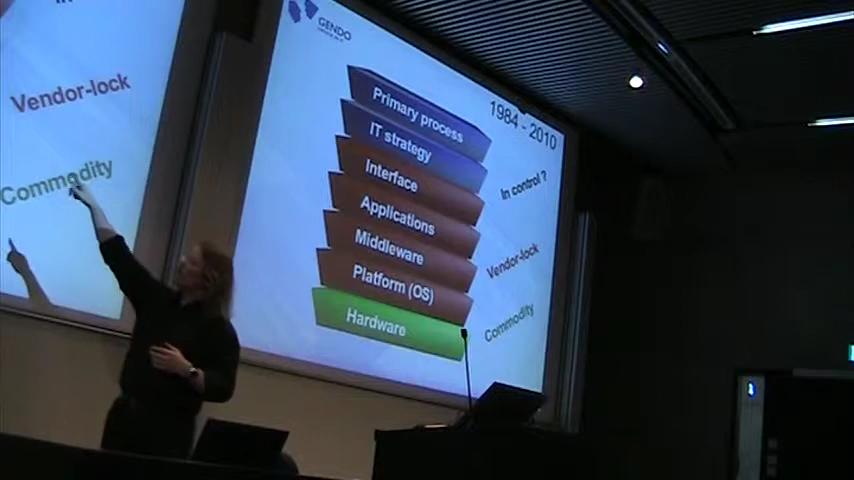 Vendor-lock
Commodity
GENDO
1984 - 2010
Primary process
IT strategy
Interface
Applications
Middleware
Platform (OS)
Hardware
In control ?
Vendor-lock
Commodity